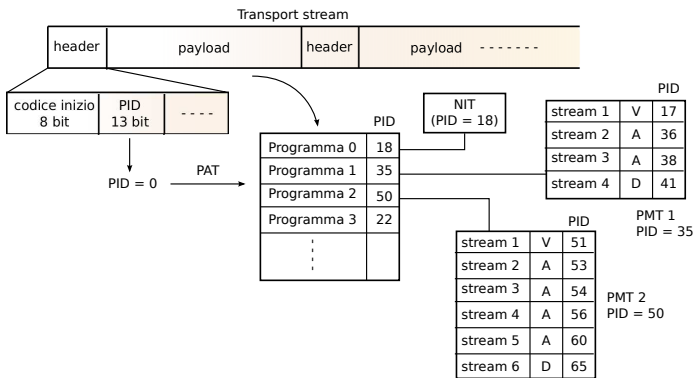 Transport stream
header payload header payload - - - - - - -
codice inizio
8 bit
PID
13 bit
- - - -
PID = 0
PAT
PID
Programma 0 18
Programma 1 35
Programma 2 50
Programma 3 22
NIT
(PID = 18)
PID
stream 1 V 17
stream 2 A 36
stream 3 A 38
stream 4 D 41
PMT 1
PID = 35
PID
stream 1 V 51
stream 2 A 53
stream 3 A 54
stream 4 A 56
stream 5 A 60
stream 6 D 65
PMT 2
PID = 50